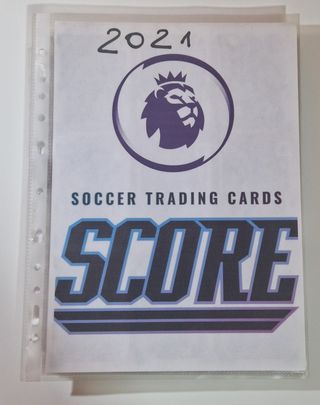 2021
SOCCER TRADING CARDS
SCORE